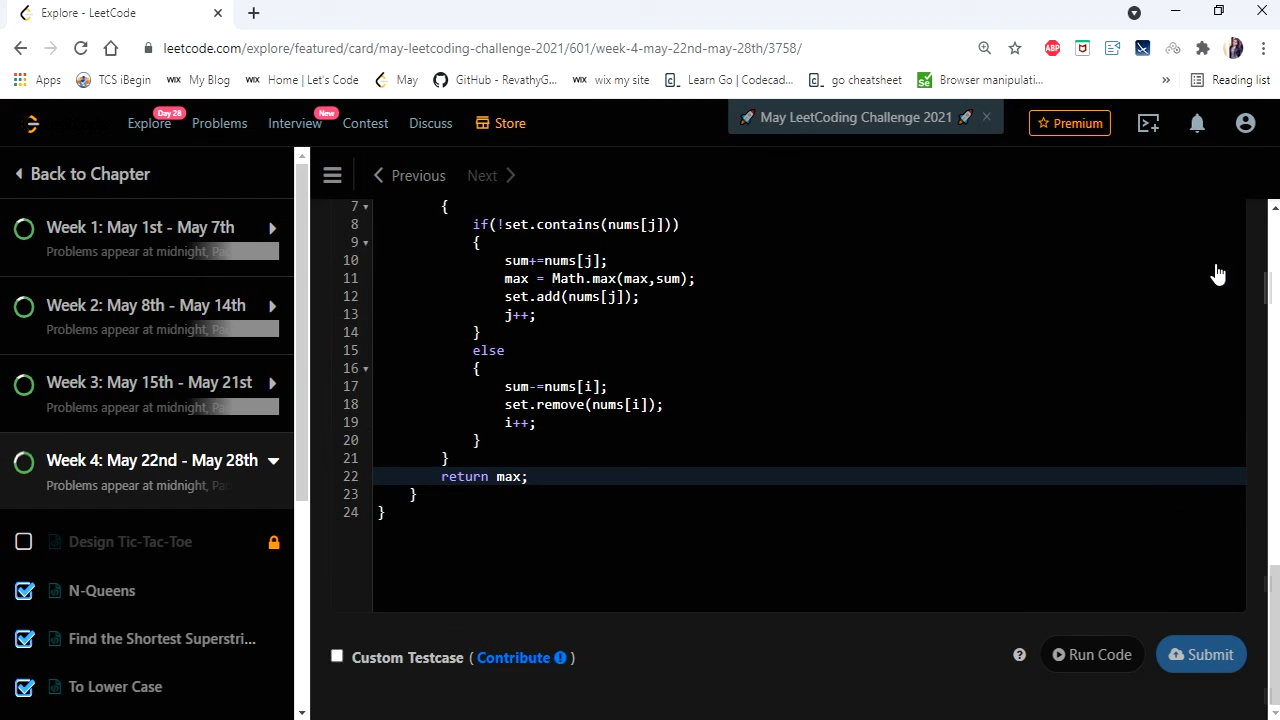 Explore - LeetCode
leetcode.com/explore/featured/card/may-leetcoding-challenge-2021/601/week-4-may-22nd-may-28th/3758/
ABP
Apps TCS iBegin WIX My Blog WIX Home | Let's Code May GitHub - RevathyG... WIX wix my site Learn Go | Codecad... go cheatsheet Se Browser manipulati... » Reading list
Day 28 New
Explore Problems Interview Contest Discuss Store May LeetCoding Challenge 2021 × Premium
Back to Chapter
Previous Next
Week 1: May 1st - May 7th
Problems appear at midnight,
Week 2: May 8th - May 14th
Problems appear at midnight,
Week 3: May 15th - May 21st
Problems appear at midnight,
Week 4: May 22nd - May 28th
Problems appear at midnight,
Design Tic-Tac-Toe
N-Queens
Find the Shortest Superstri...
To Lower Case
7 {
8 if(!set.contains(nums[j]))
9 {
10 sum+=nums[j];
11 max = Math.max(max,sum);
12 set.add(nums[j]);
13 j++;
14 }
15 else
16 {
17 sum-=nums[i];
18 set.remove(nums[i]);
19 i++;
20 }
21 }
22 return max;
23 }
24 }
Custom Testcase ( Contribute ! )
? Run Code Submit